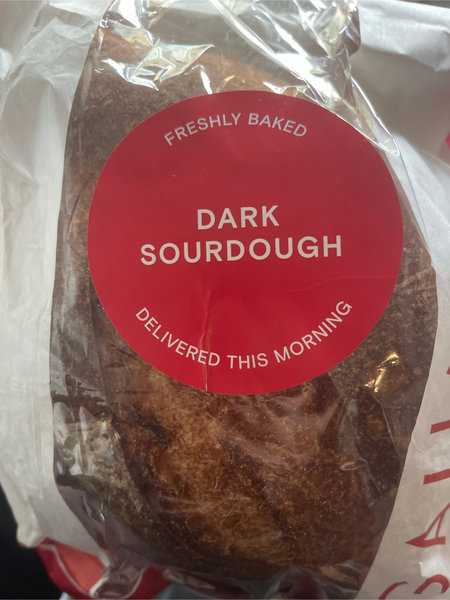 FRESHLY BAKED
DARK
SOURDOUGH
DELIVERED THIS MORNING